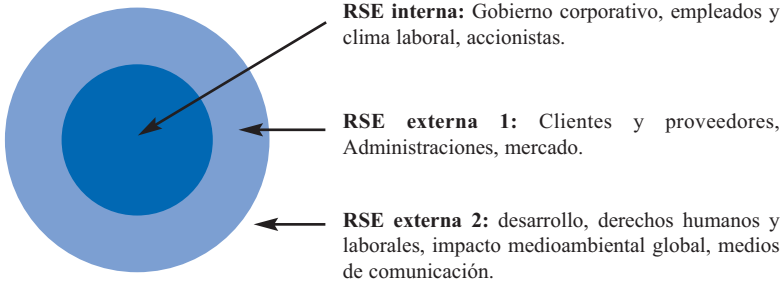 RSE interna: Gobierno corporativo, empleados y
clima laboral, accionistas.
RSE externa 1: Clientes y proveedores,
Administraciones, mercado.
RSE externa 2: desarrollo, derechos humanos y
laborales, impacto medioambiental global, medios
de comunicación.